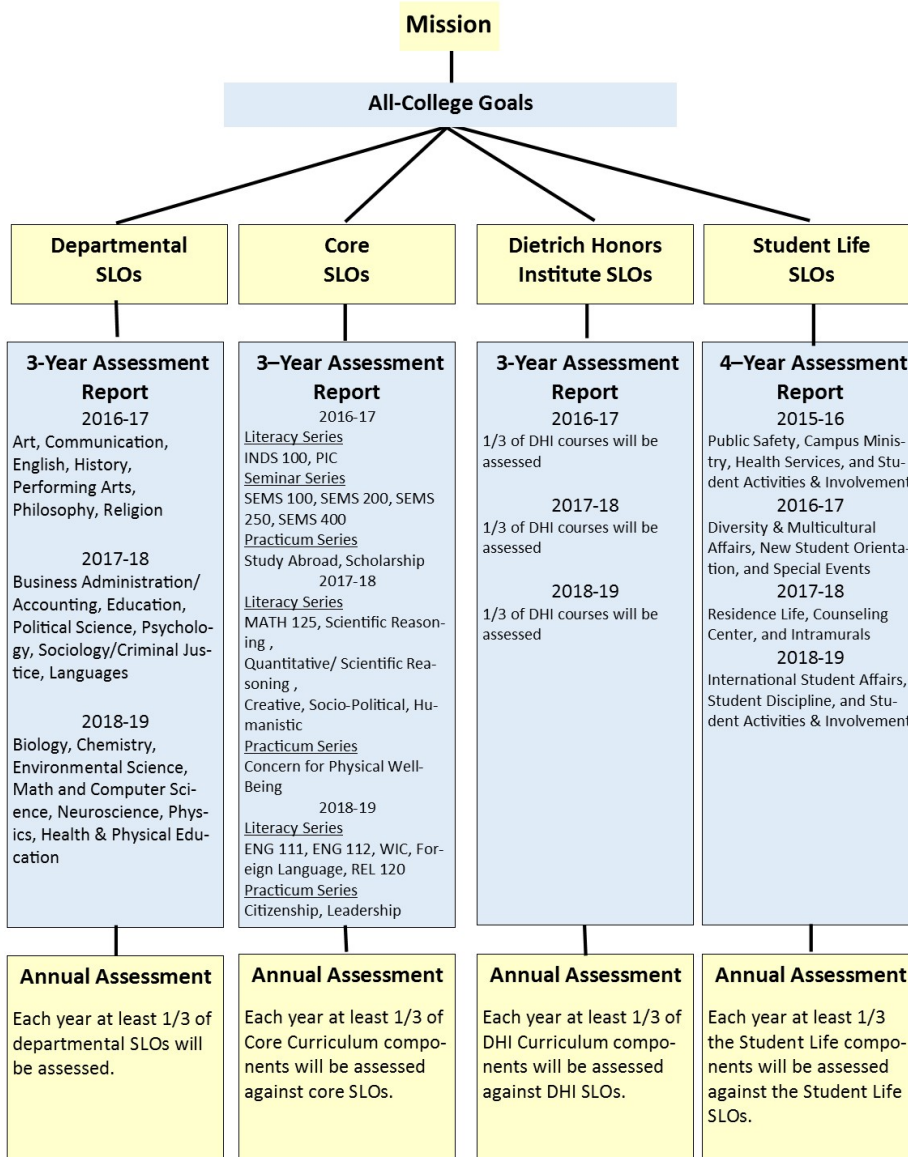 Mission
All-College Goals
Departmental
SLOs
3-Year Assessment
Report
2016-17
Art, Communication,
English, History,
Performing Arts,
Philosophy, Religion
2017-18
Business Administration/
Accounting, Education,
Political Science, Psycholo-
gy, Sociology/Criminal Jus-
tice, Languages
2018-19
Biology, Chemistry,
Environmental Science,
Math and Computer Sci-
ence, Neuroscience, Phys-
ics, Health & Physical Edu-
cation
Annual Assessment
Each year at least 1/3 of
departmental SLOs will
be assessed.
Core
SLOs
3–Year Assessment
Report
2016-17
Literacy Series
INDS 100, PIC
Seminar Series
SEMS 100, SEMS 200, SEMS
250, SEMS 400
Practicum Series
Study Abroad, Scholarship
2017-18
Literacy Series
MATH 125, Scientific Reason-
ing ,
Quantitative/ Scientific Rea-
soning ,
Creative, Socio-Political, Hu-
manistic
Practicum Series
Concern for Physical Well-
Being
2018-19
Literacy Series
ENG 111, ENG 112, WIC, For-
eign Language, REL 120
Practicum Series
Citizenship, Leadership
Annual Assessment
Each year at least 1/3 of
Core Curriculum compo-
nents will be assessed
against core SLOs.
Dietrich Honors
Institute SLOs
3-Year Assessment
Report
2016-17
1/3 of DHI courses will be
assessed
2017-18
1/3 of DHI courses will be
assessed
2018-19
1/3 of DHI courses will be
assessed
Annual Assessment
Each year at least 1/3 of
DHI Curriculum compo-
nents will be assessed
against DHI SLOs.
Student Life
SLOs
4–Year Assessment
Report
2015-16
Public Safety, Campus Minis-
try, Health Services, and Stu-
dent Activities & Involvement
2016-17
Diversity & Multicultural
Affairs, New Student Orienta-
tion, and Special Events
2017-18
Residence Life, Counseling
Center, and Intramurals
2018-19
International Student Affairs,
Student Discipline, and Stu-
dent Activities & Involvement
Annual Assessment
Each year at least 1/3
the Student Life compo-
nents will be assessed
against the Student Life
SLOs.